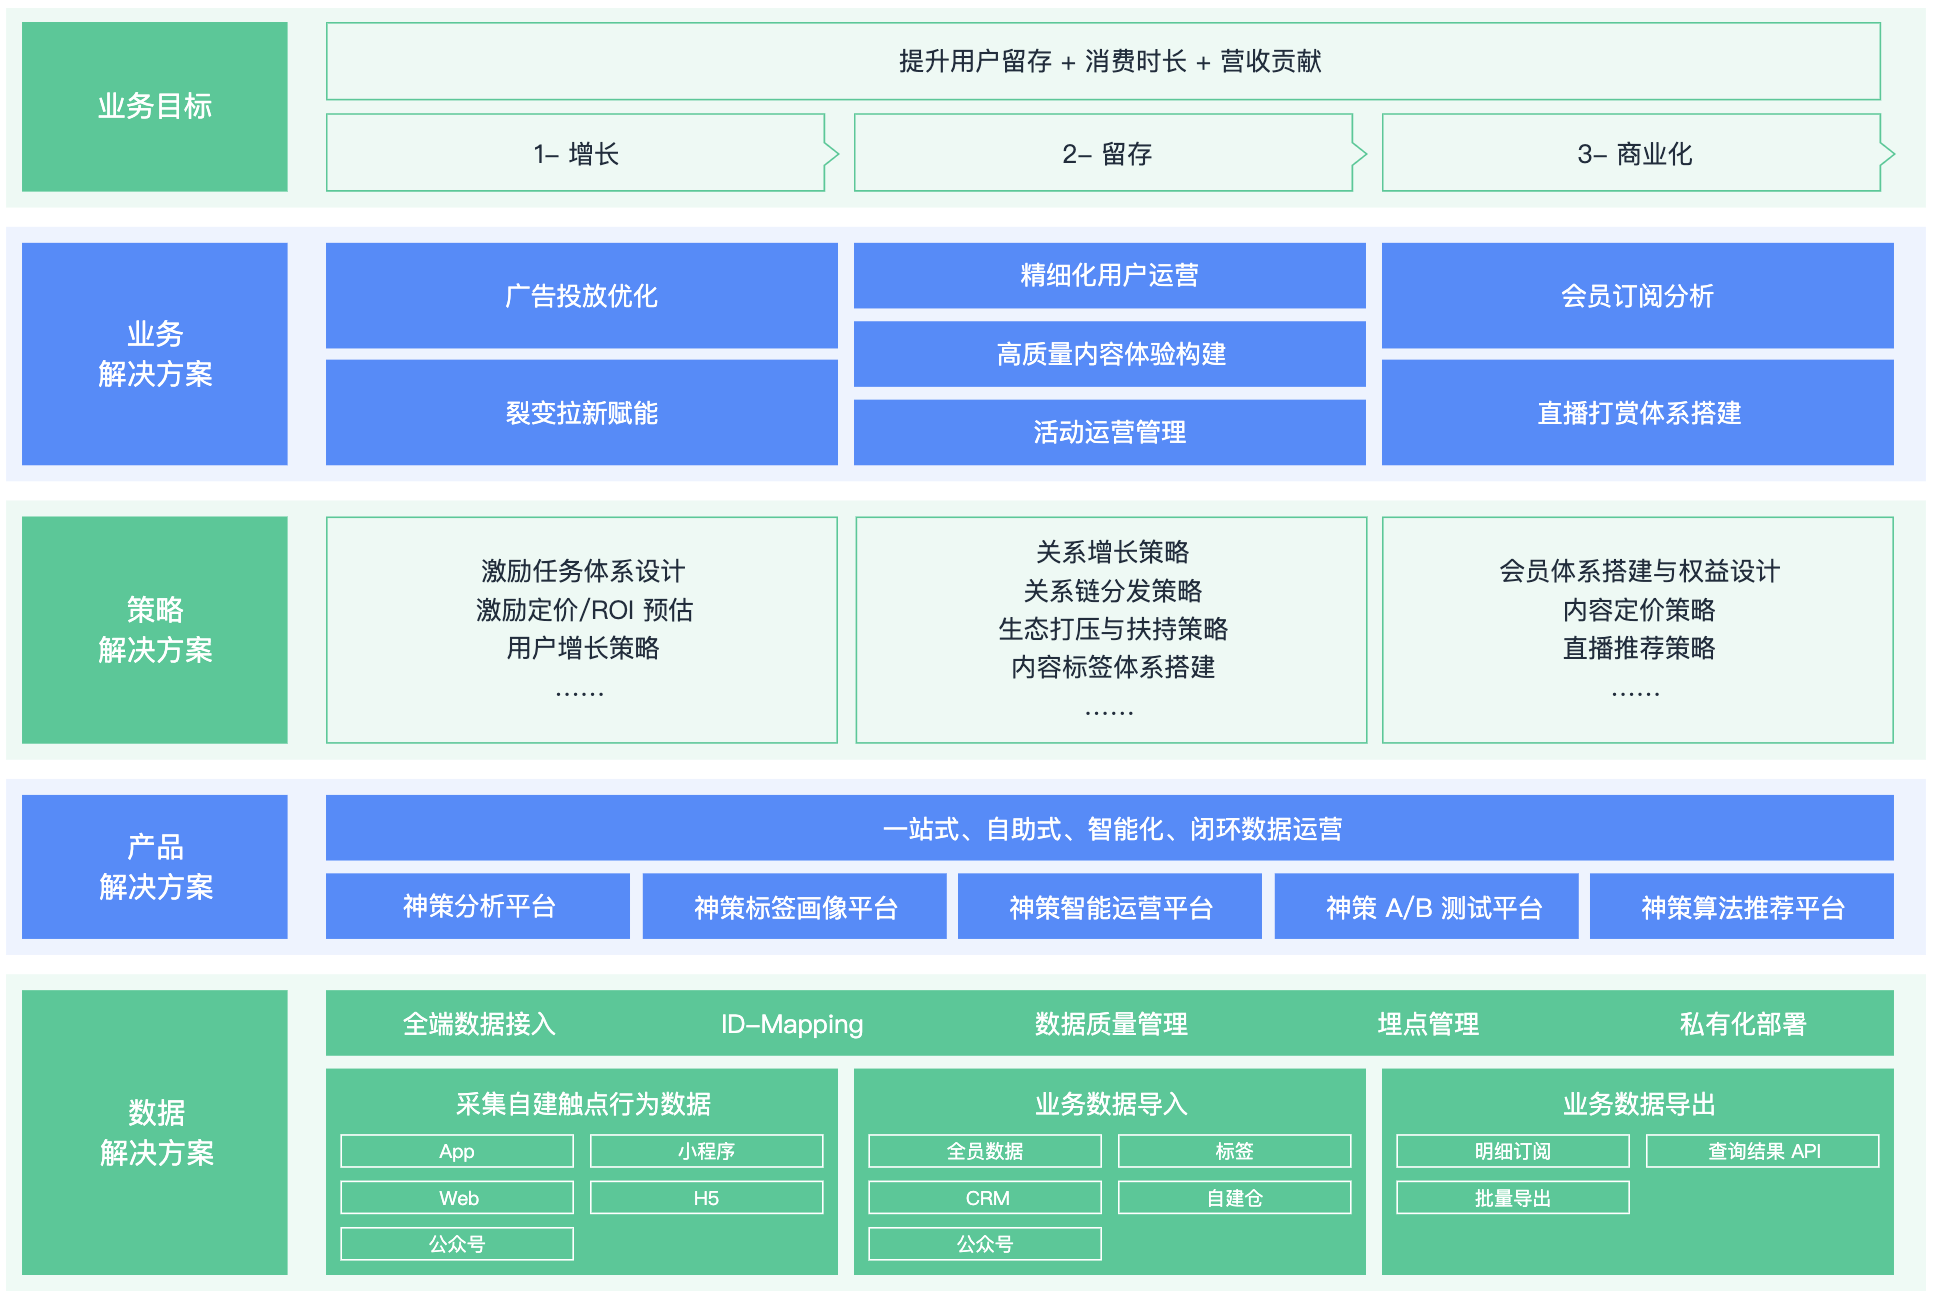 业务目标
提升用户留存 + 消费时长 + 营收贡献
1- 增长
2- 留存
3- 商业化
业务
解决方案
广告投放优化
裂变拉新赋能
精细化用户运营
高质量内容体验构建
活动运营管理
会员订阅分析
直播打赏体系搭建
策略
解决方案
激励任务体系设计
激励定价/ROI 预估
用户增长策略
……
关系增长策略
关系链分发策略
生态打压与扶持策略
内容标签体系搭建
……
会员体系搭建与权益设计
内容定价策略
直播推荐策略
……
产品
解决方案
一站式、自助式、智能化、闭环数据运营
神策分析平台
神策标签画像平台
神策智能运营平台
神策 A/B 测试平台
神策算法推荐平台
数据
解决方案
全端数据接入
ID-Mapping
数据质量管理
埋点管理
私有化部署
采集自建触点行为数据
App
小程序
Web
H5
公众号
业务数据导入
全员数据
标签
CRM
自建仓
公众号
业务数据导出
明细订阅
查询结果 API
批量导出